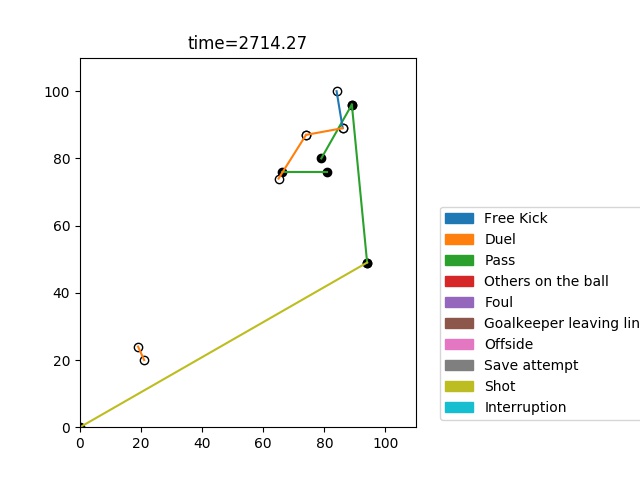 time=2714.27
100
80
60
40
20
0
0 20 40 60 80 100
Free Kick
Duel
Pass
Others on the ball
Foul
Goalkeeper leaving lin
Offside
Save attempt
Shot
Interruption